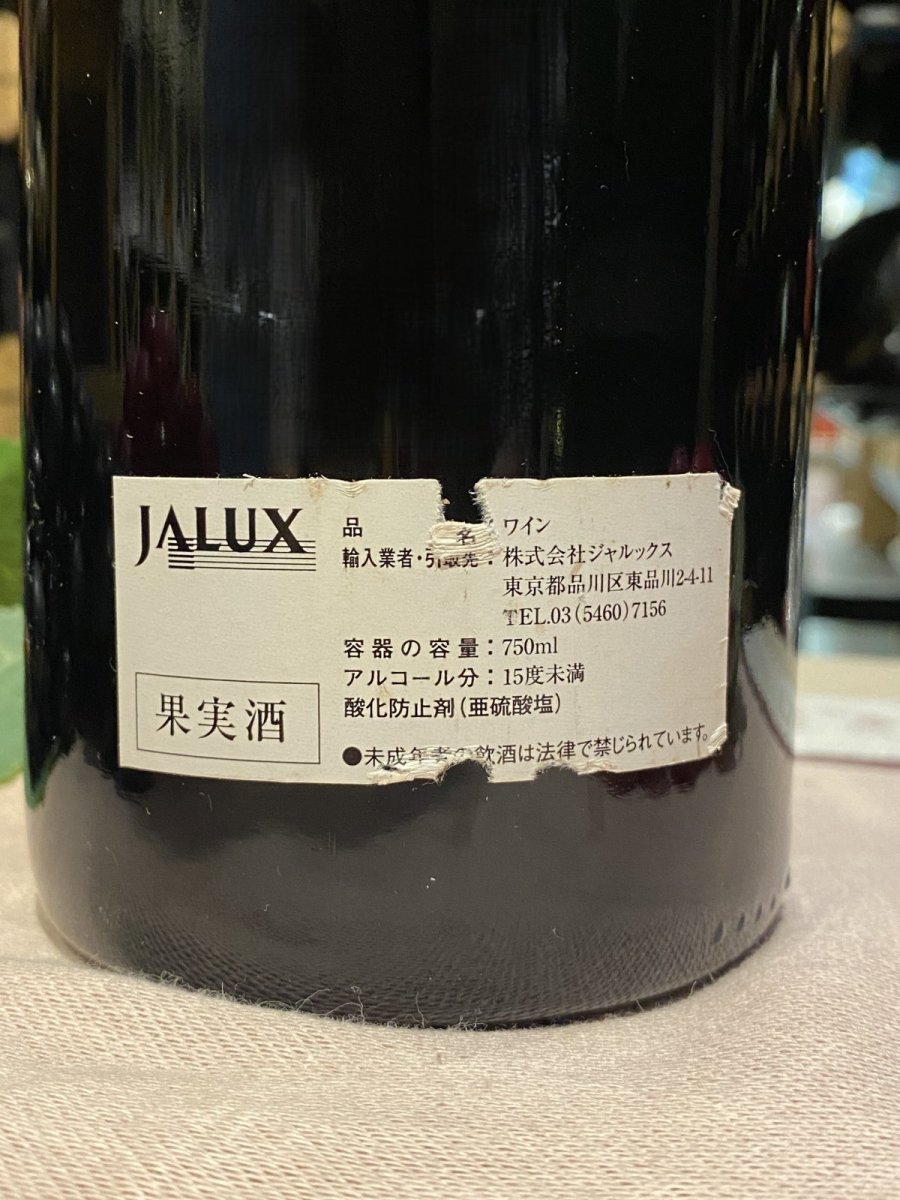 JALUX
品 名：ワイン
輸入業者・引取先：株式会社ジャルックス
東京都品川区東品川2-4-11
TEL.03(5460)7156
容器の容量：750ml
アルコール分：15度未満
酸化防止剤(亜硫酸塩)
果実酒
●未成年者の飲酒は法律で禁じられています。